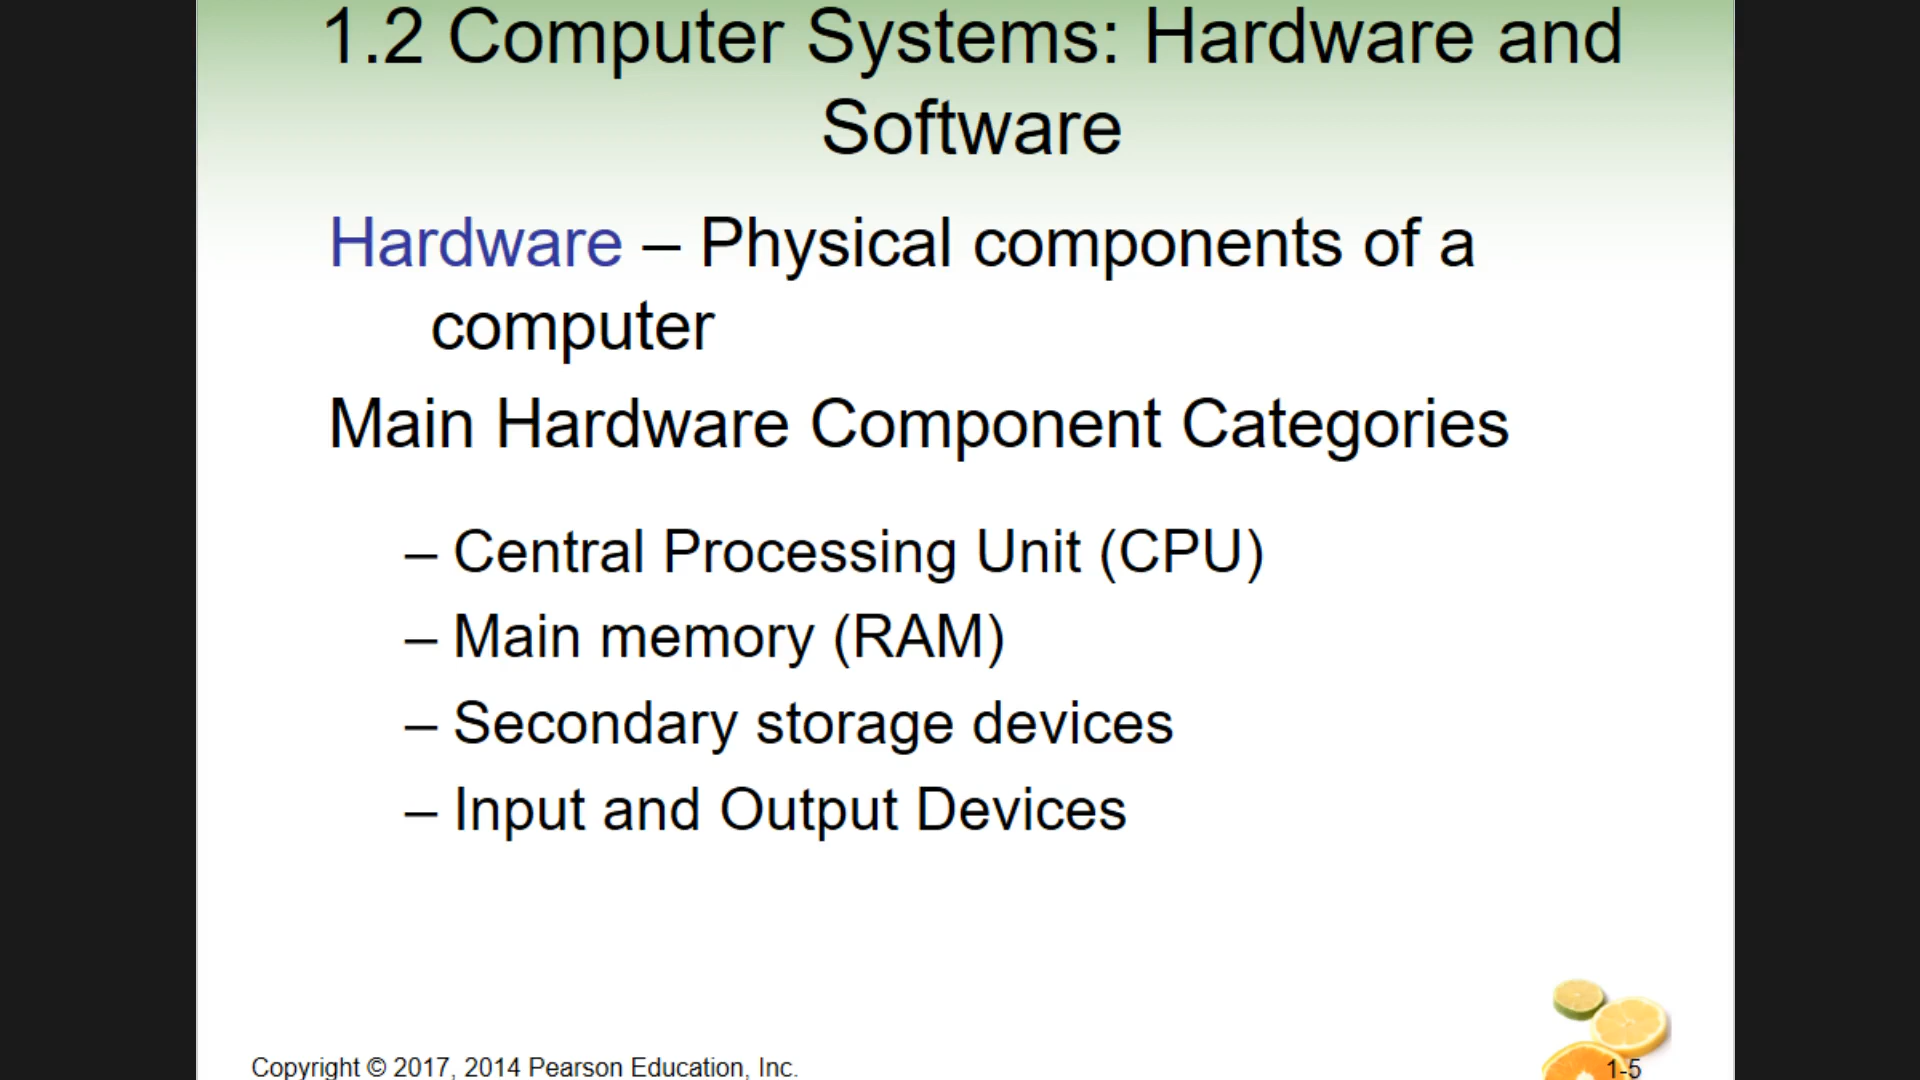 1.2 Computer Systems: Hardware and
Software
Hardware – Physical components of a
computer
Main Hardware Component Categories
– Central Processing Unit (CPU)
– Main memory (RAM)
– Secondary storage devices
– Input and Output Devices
Copyright © 2017, 2014 Pearson Education, Inc.
1-5